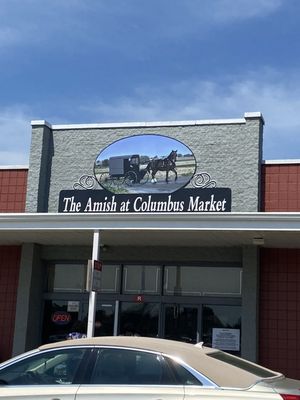 The Amish at Columbus Market
R
OPEN